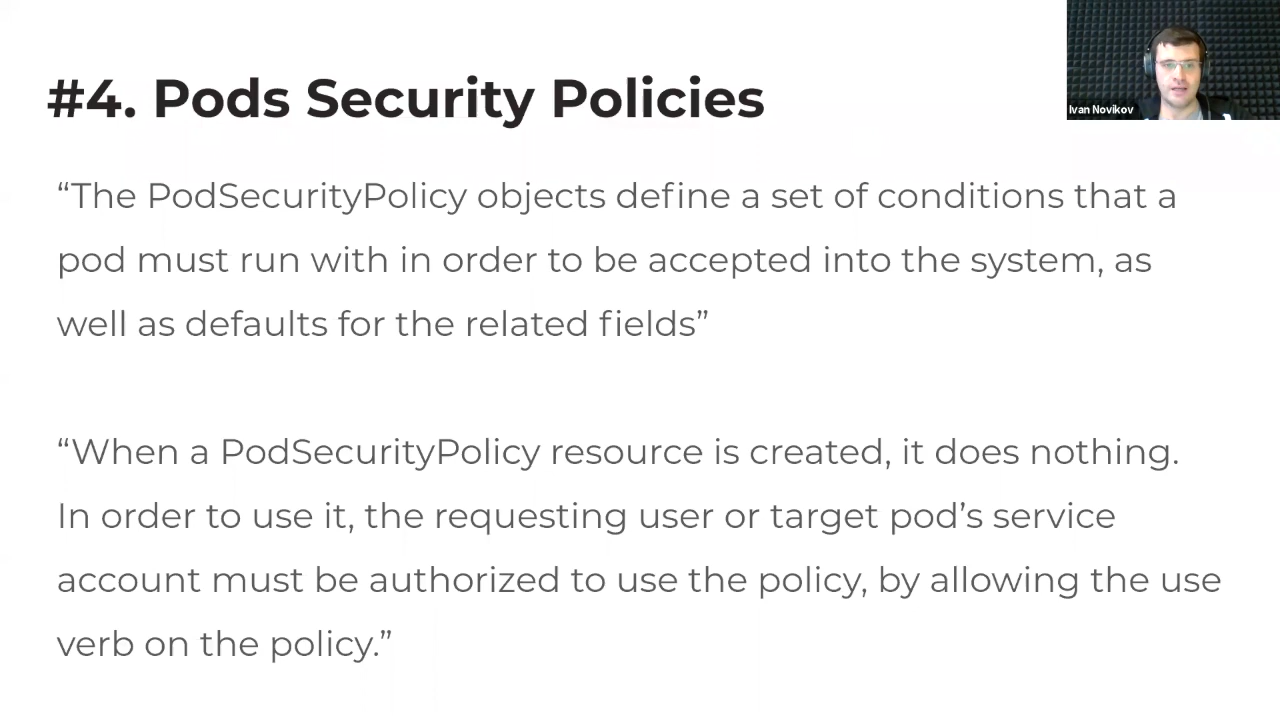 #4. Pods Security Policies
Ivan Novikov
“The PodSecurityPolicy objects define a set of conditions that a
pod must run with in order to be accepted into the system, as
well as defaults for the related fields”
“When a PodSecurityPolicy resource is created, it does nothing.
In order to use it, the requesting user or target pod’s service
account must be authorized to use the policy, by allowing the use
verb on the policy.”